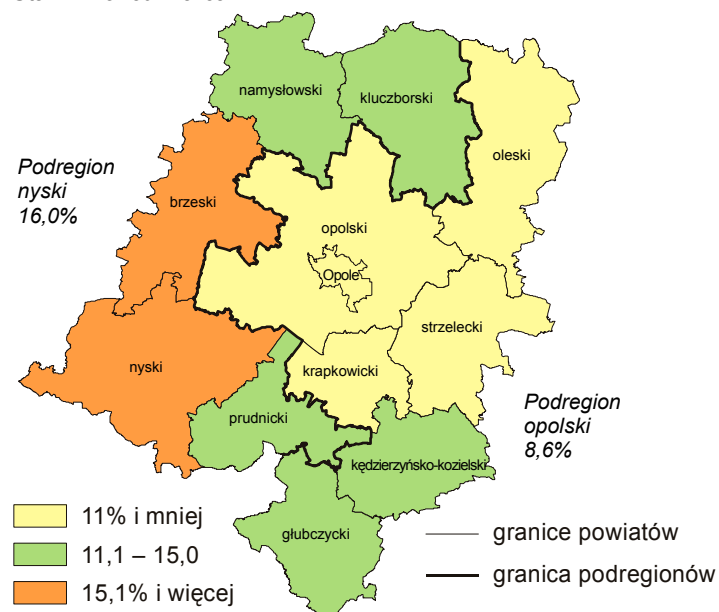 namysłowski
kluczborski
oleski
Podregion
nyski
16,0%
brzeski
opolski
Opole
strzelecki
nyski
krapkowicki
prudnicki
Podregion
opolski
8,6%
kędzierzyńsko-kozielski
głubczycki
11% i mniej
11,1 – 15,0
15,1% i więcej
granice powiatów
granica podregionów